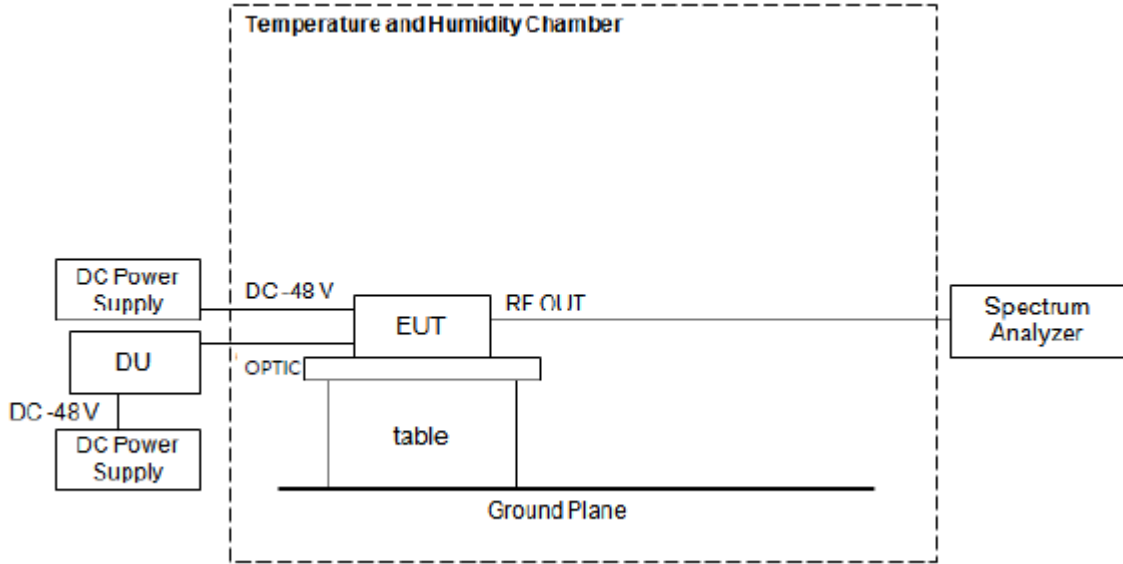 Temperature and Humidity Chamber
DC Power
Supply
DC -48 V
EUT
RF OUT
Spectrum
Analyzer
DU
OPTIC
DC -48 V
DC Power
Supply
table
Ground Plane